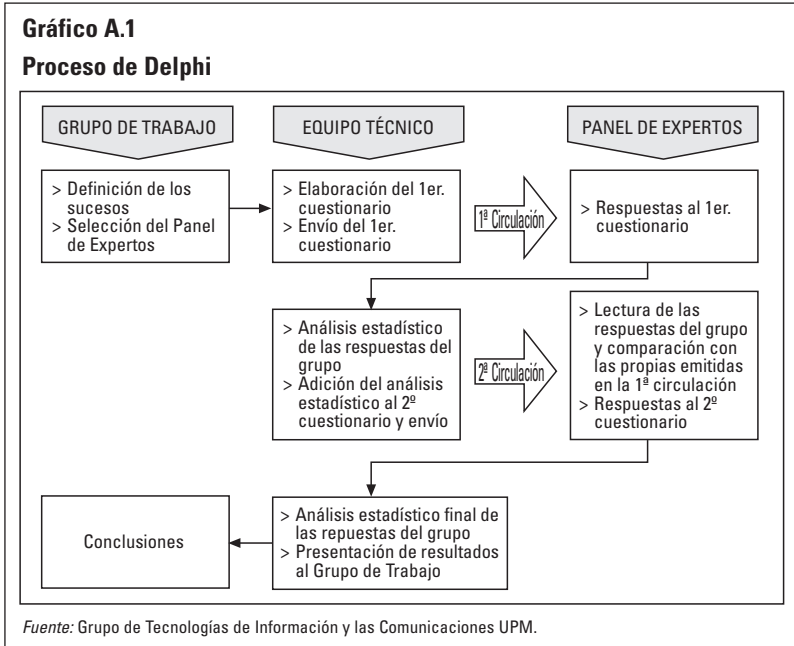 Gráfico A.1
Proceso de Delphi
GRUPO DE TRABAJO
EQUIPO TÉCNICO
PANEL DE EXPERTOS
> Definición de los
sucesos
> Selección del Panel
de Expertos
> Elaboración del 1er.
cuestionario
> Envío del 1er.
cuestionario
1ª Circulación
> Respuestas al 1er.
cuestionario
> Análisis estadístico
de las respuestas del
grupo
> Adición del análisis
estadístico al 2º
cuestionario y envío
2ª Circulación
> Lectura de las
respuestas del grupo
y comparación con
las propias emitidas
en la 1ª circulación
> Respuestas al 2º
cuestionario
Conclusiones
> Análisis estadístico final de
las repuestas del grupo
> Presentación de resultados
al Grupo de Trabajo
Fuente: Grupo de Tecnologías de Información y las Comunicaciones UPM.